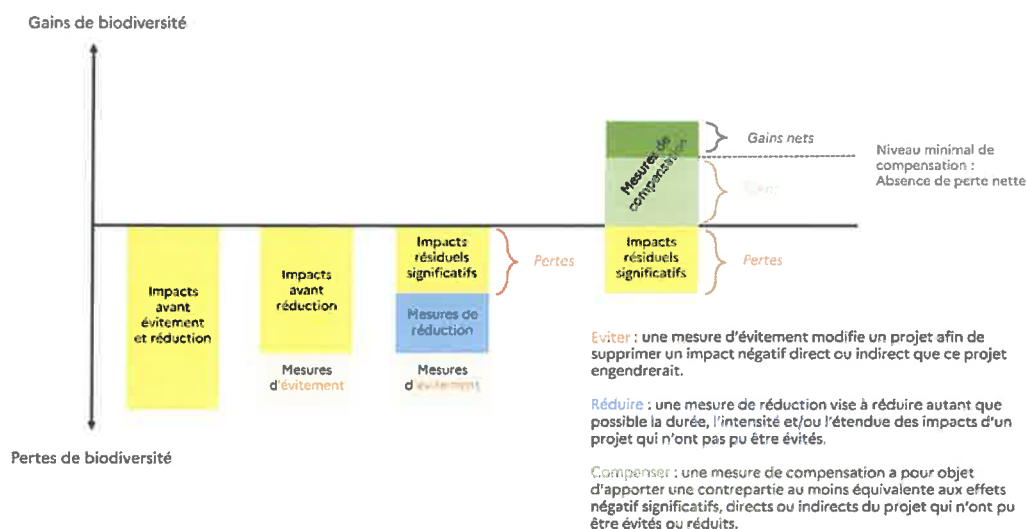 Gains de biodiversité
Impacts
avant
évitement
et réduction
Impacts
avant
réduction
Mesures
d'évitement
Impacts
résiduels
significatifs
Mesures de
réduction
Mesures
d'évitement
Pertes
Mesures de
compensation
Impacts
résiduels
significatifs
Gains nets
Pertes
Niveau minimal de
compensation :
Absence de perte nette
Pertes de biodiversité
Eviter : une mesure d'évitement modifie un projet afin de
supprimer un impact négatif direct ou indirect que ce projet
engendrerait.
Réduire : une mesure de réduction vise à réduire autant que
possible la durée, l'intensité et/ou l'étendue des impacts d'un
projet qui n'ont pas pu être évités.
Compenser : une mesure de compensation a pour objet
d'apporter une contrepartie au moins équivalente aux effets
négatif significatifs, directs ou indirects du projet qui n'ont pu
être évités ou réduits.